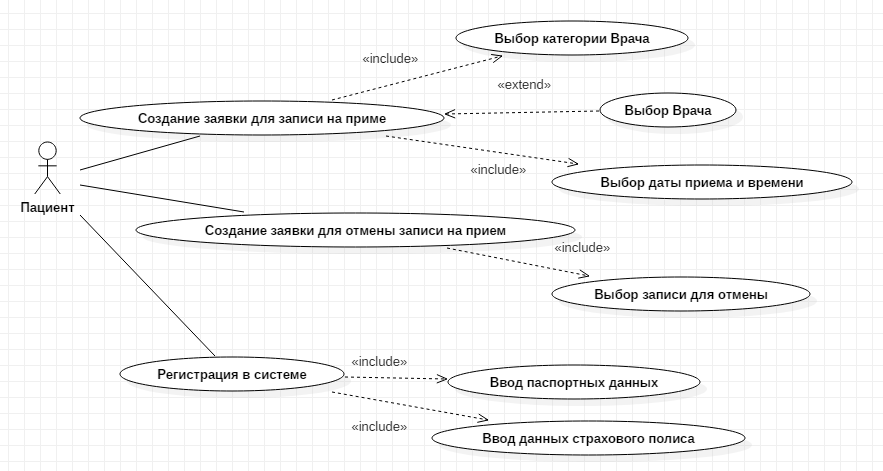 Выбор категории Врача
«include»
«extend»
Выбор Врача
Создание заявки для записи на приме
«include»
Выбор даты приема и времени
Пациент
Создание заявки для отмены записи на прием
«include»
Выбор записи для отмены
Регистрация в системе
«include»
Ввод паспортных данных
«include»
Ввод данных страхового полиса